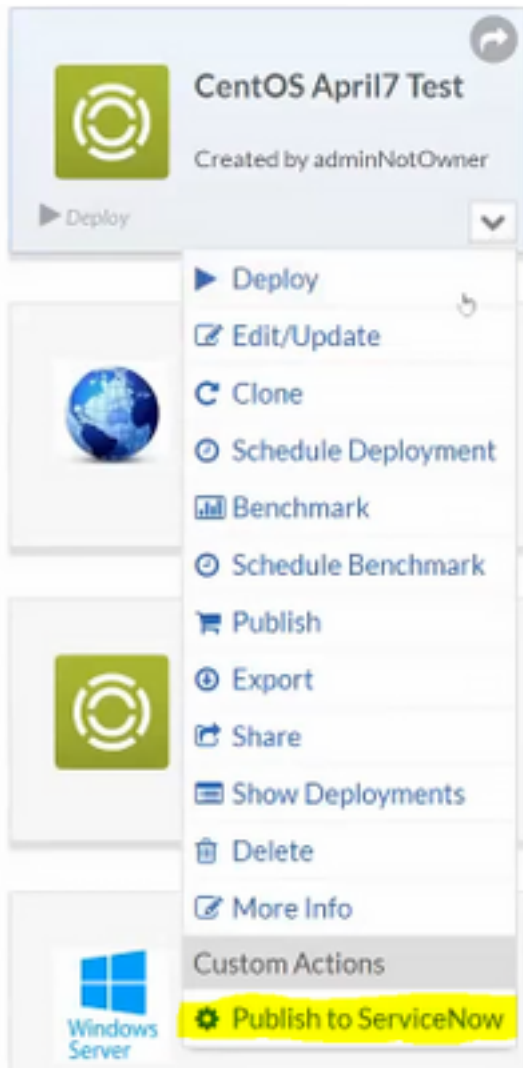 CentOS April7 Test
Created by adminNotOwner
Deploy
Deploy
Edit/Update
Clone
Schedule Deployment
Benchmark
Schedule Benchmark
Publish
Export
Share
Show Deployments
Delete
More Info
Custom Actions
Publish to ServiceNow
Windows
Server